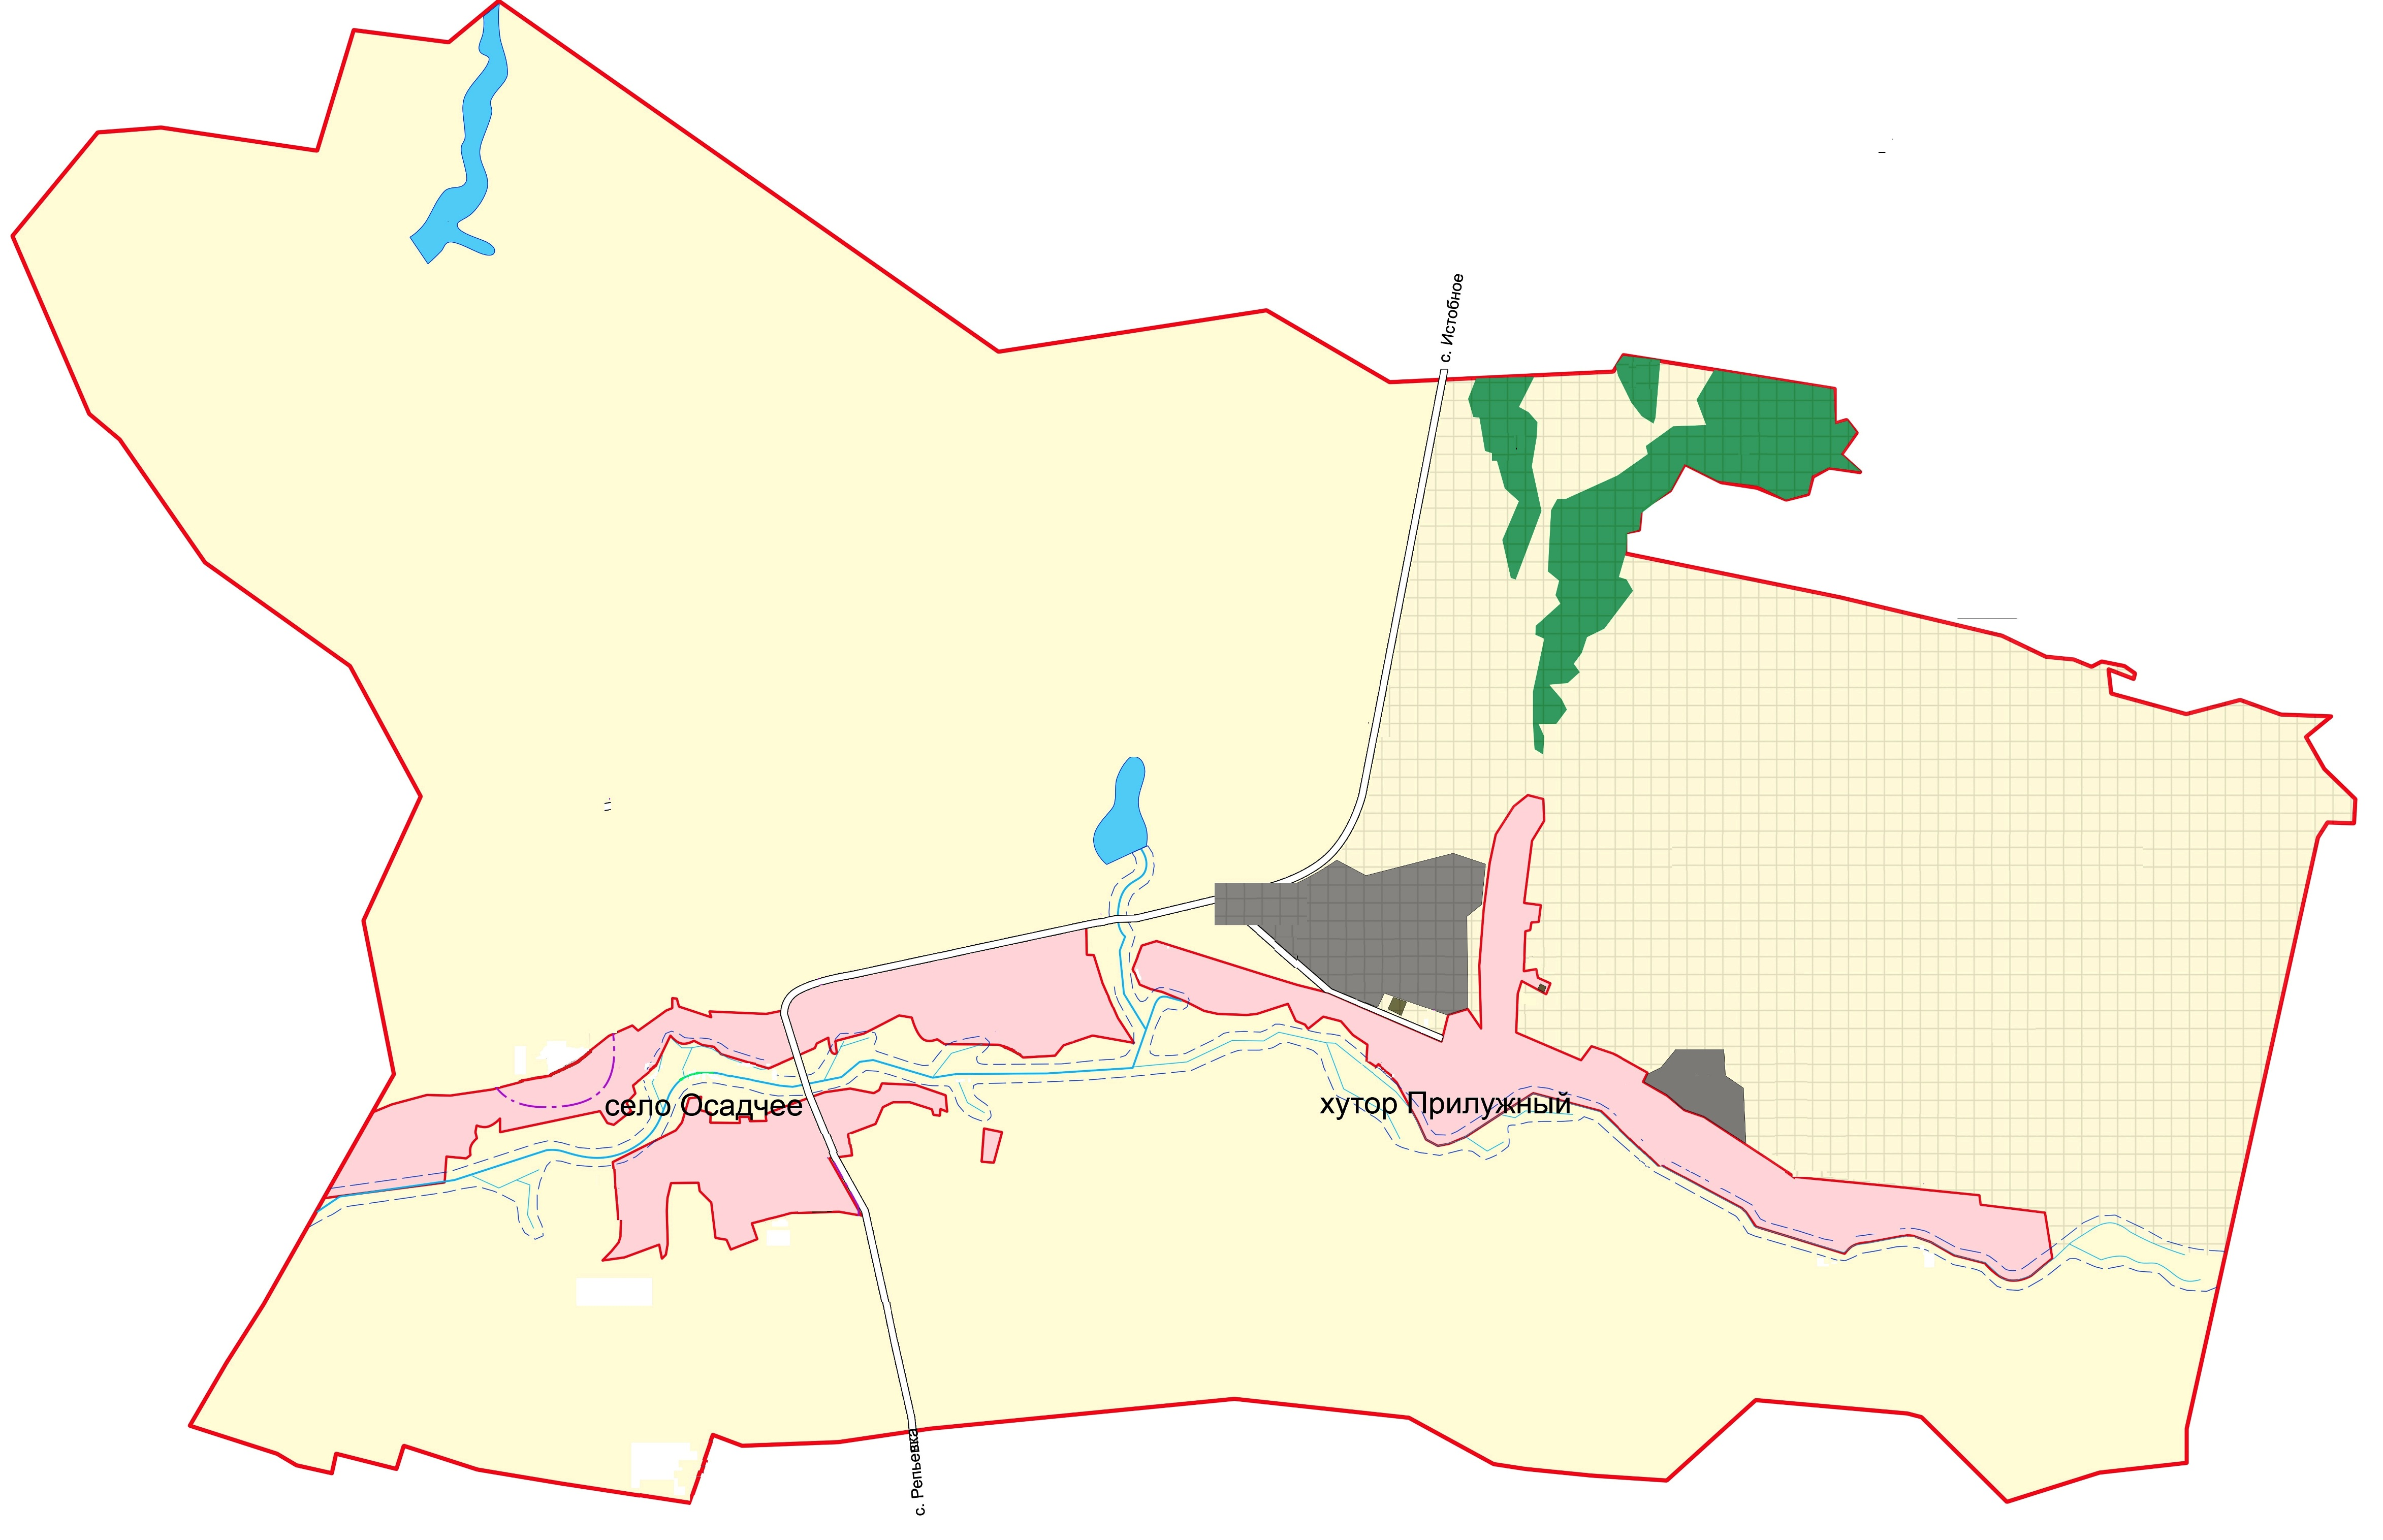 с. Истобное
село Осадчее
хутор Прилужный
с. Репьевка